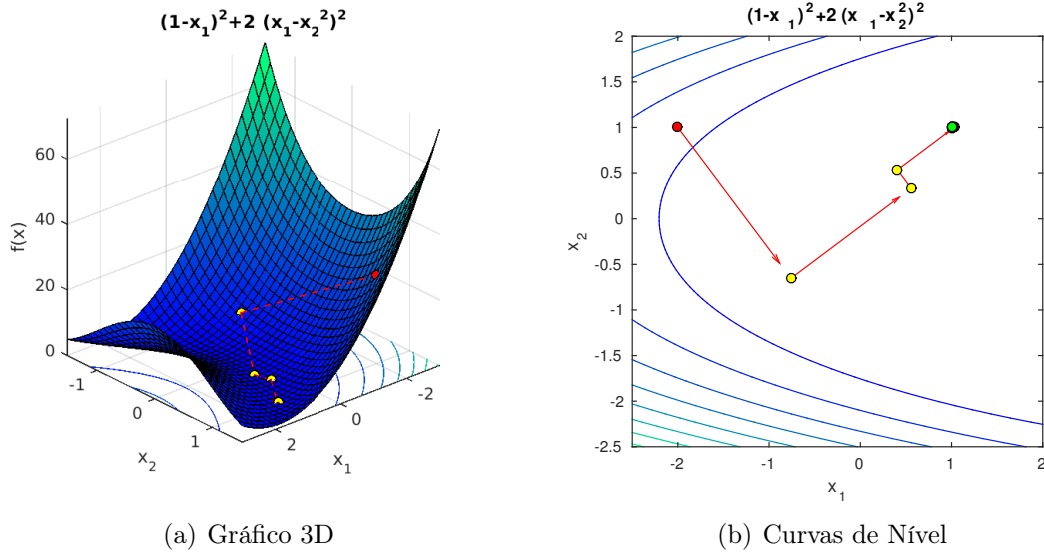 (1-x₁)²+2 (x₁-x₂²)²
f(x)
60
40
20
0
-1
0
1
x₂
2
0
-2
x₁
(a) Gráfico 3D
(1-x ₁)²+2 (x ₁-x₂²)²
x₂
2
1.5
1
0.5
0
-0.5
-1
-1.5
-2
-2.5
-2
-1
0
1
2
x₁
(b) Curvas de Nível